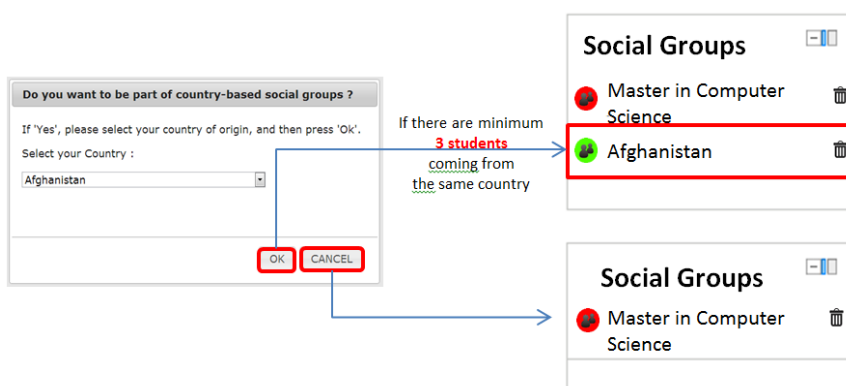 Do you want to be part of country-based social groups ?
If 'Yes', please select your country of origin, and then press 'Ok'.
Select your Country :
Afghanistan
OK
CANCEL
If there are minimum
3 students
coming from
the same country
Social Groups
Master in Computer
Science
Afghanistan
Social Groups
Master in Computer
Science